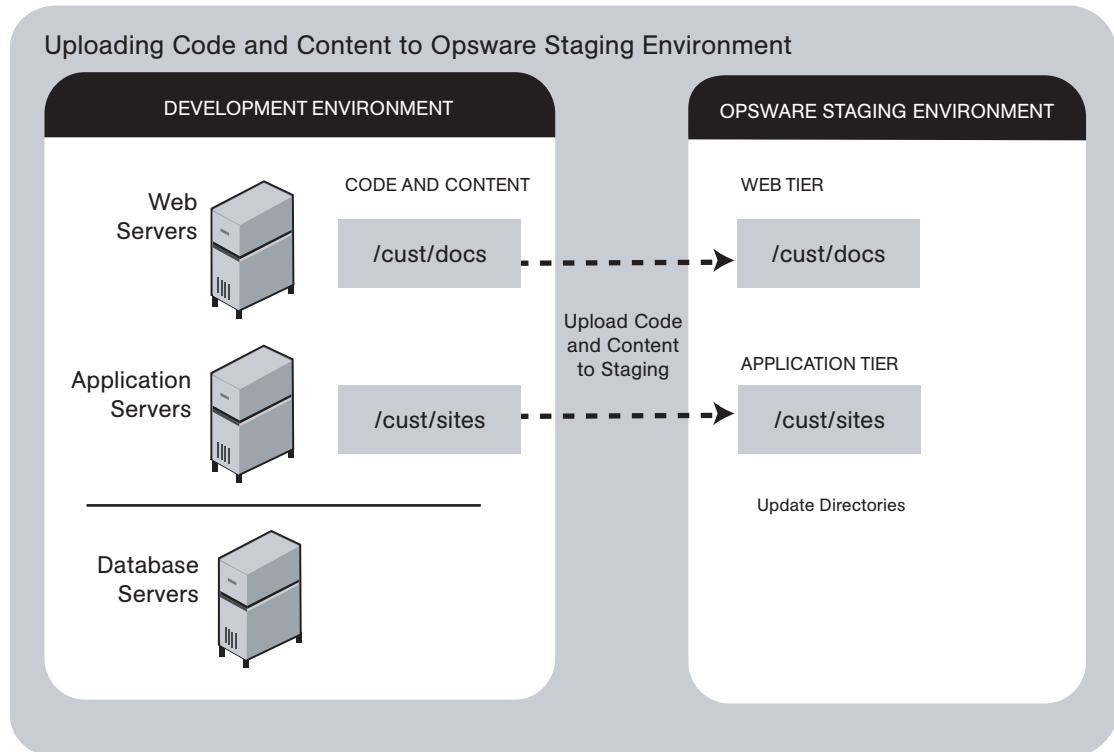 Uploading Code and Content to Opsware Staging Environment
DEVELOPMENT ENVIRONMENT
Web
Servers
CODE AND CONTENT
/cust/docs
Application
Servers
/cust/sites
Database
Servers
Upload Code
and Content
to Staging
OPSWARE STAGING ENVIRONMENT
WEB TIER
/cust/docs
APPLICATION TIER
/cust/sites
Update Directories